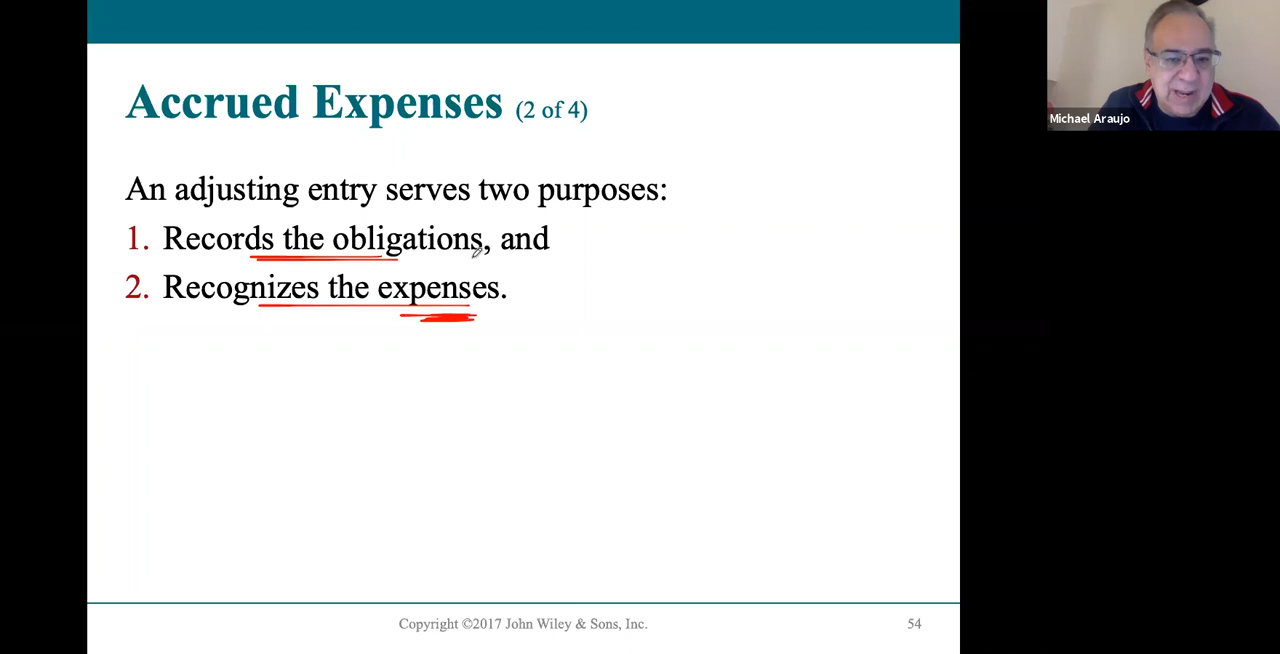 Accrued Expenses (2 of 4)
An adjusting entry serves two purposes:
1. Records the obligations, and
2. Recognizes the expenses.
Copyright ©2017 John Wiley & Sons, Inc.
54
Michael Araujo